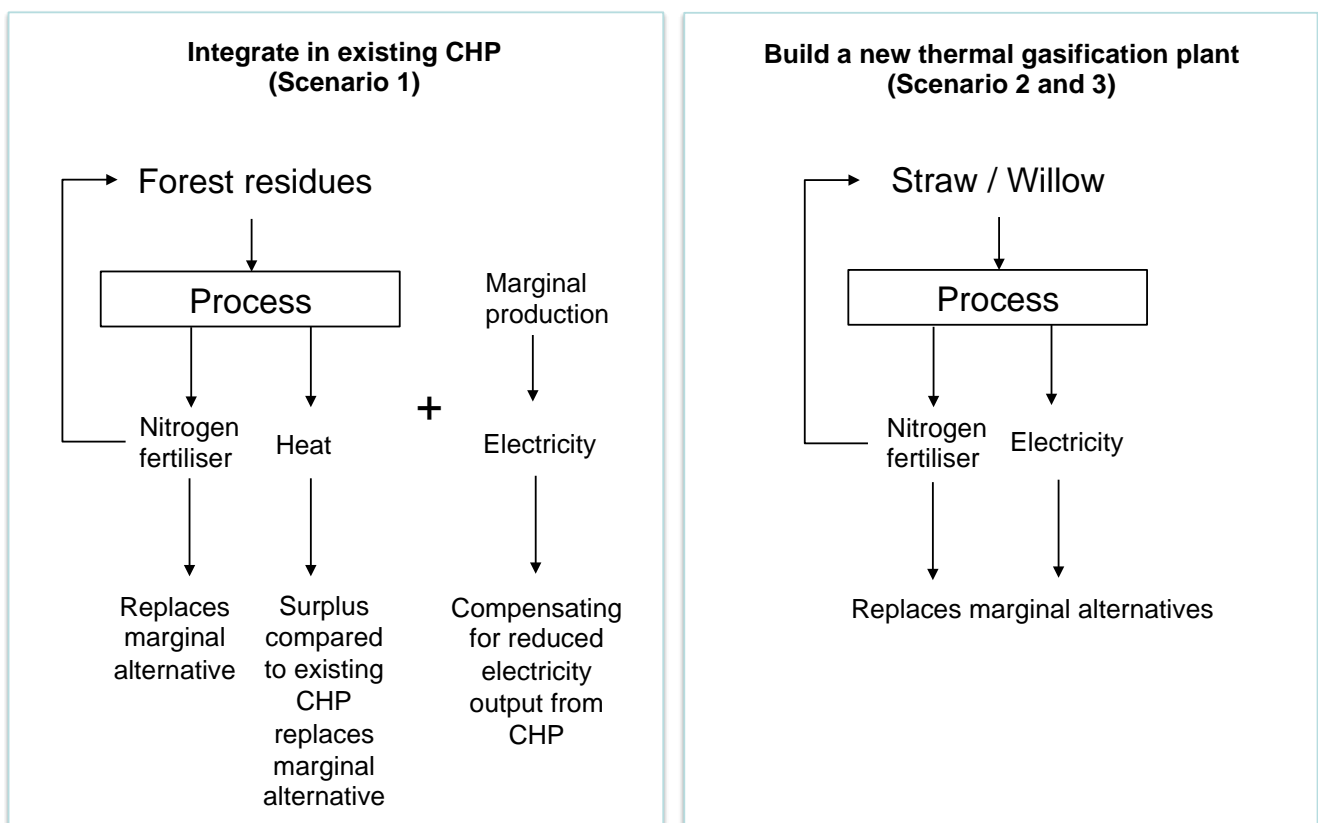 Integrate in existing CHP
(Scenario 1)
Forest residues
Process
Marginal
production
Nitrogen
fertiliser
Heat
+
Electricity
Replaces
marginal
alternative
Surplus
compared
to existing
CHP
replaces
marginal
alternative
Compensating
for reduced
electricity
output from
CHP
Build a new thermal gasification plant
(Scenario 2 and 3)
Straw / Willow
Process
Nitrogen
fertiliser
Electricity
Replaces marginal alternatives